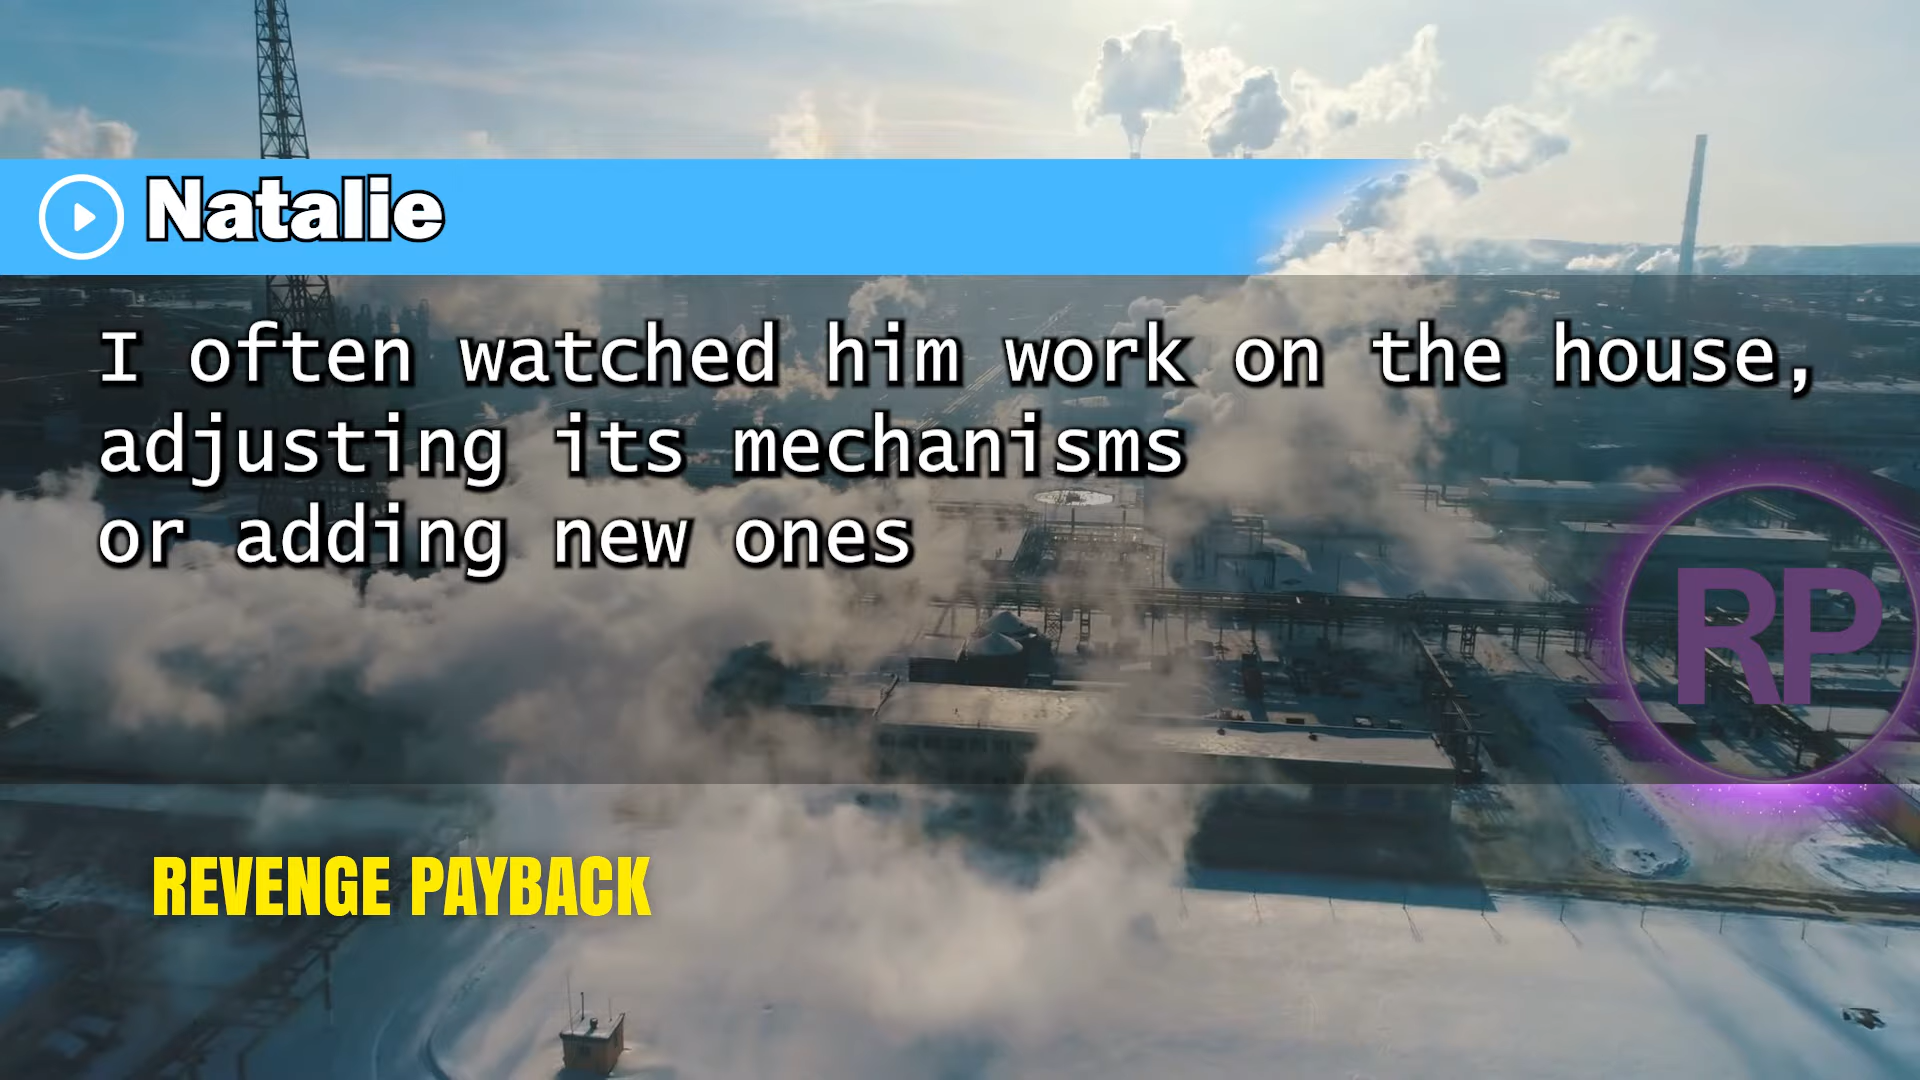 Natalie
I often watched him work on the house,
adjusting its mechanisms
or adding new ones
RP
REVENGE PAYBACK